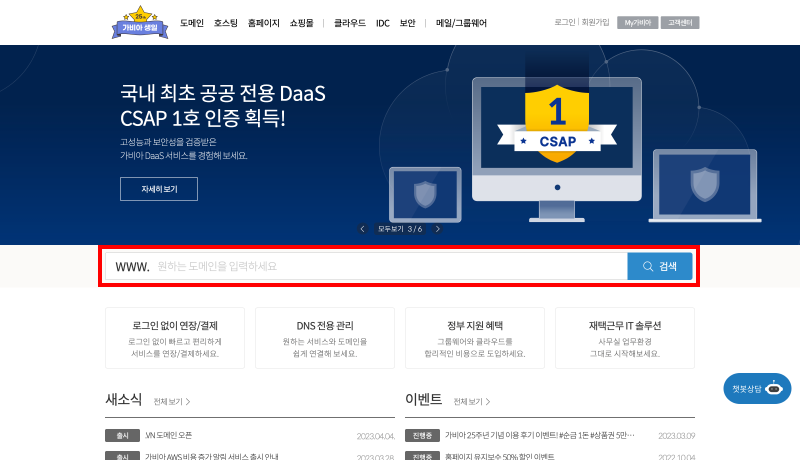 25th
가비아 생일
도메인 호스팅 홈페이지 쇼핑몰 | 클라우드 IDC 보안 | 메일/그룹웨어
로그인 | 회원가입 My가비아 고객센터
국내 최초 공공 전용 DaaS
CSAP 1호 인증 획득!
고성능과 보안성을 검증받은
가비아 DaaS 서비스를 경험해 보세요.
자세히 보기
1
CSAP
모두보기 3 / 6
WWW. 원하는 도메인을 입력하세요 검색
로그인 없이 연장/결제
로그인 없이 빠르고 편리하게
서비스를 연장/결제하세요.
DNS 전용 관리
원하는 서비스와 도메인을
쉽게 연결해 보세요.
정부 지원 혜택
그룹웨어와 클라우드를
합리적인 비용으로 도입하세요.
재택근무 IT 솔루션
사무실 업무환경
그대로 시작해보세요.
챗봇상담
새소식 전체 보기 >
출시 .VN 도메인 오픈 2023.04.04.
출시 가비아 AWS 비용 증가 알림 서비스 출시 안내 2023.03.28.
이벤트 전체 보기 >
진행중 가비아 25주년 기념 이용 후기 이벤트! #순금 1돈 #상품권 5만… 2023.03.09
진행중 홈페이지 유지보수 50% 할인 이벤트 2022.10.04